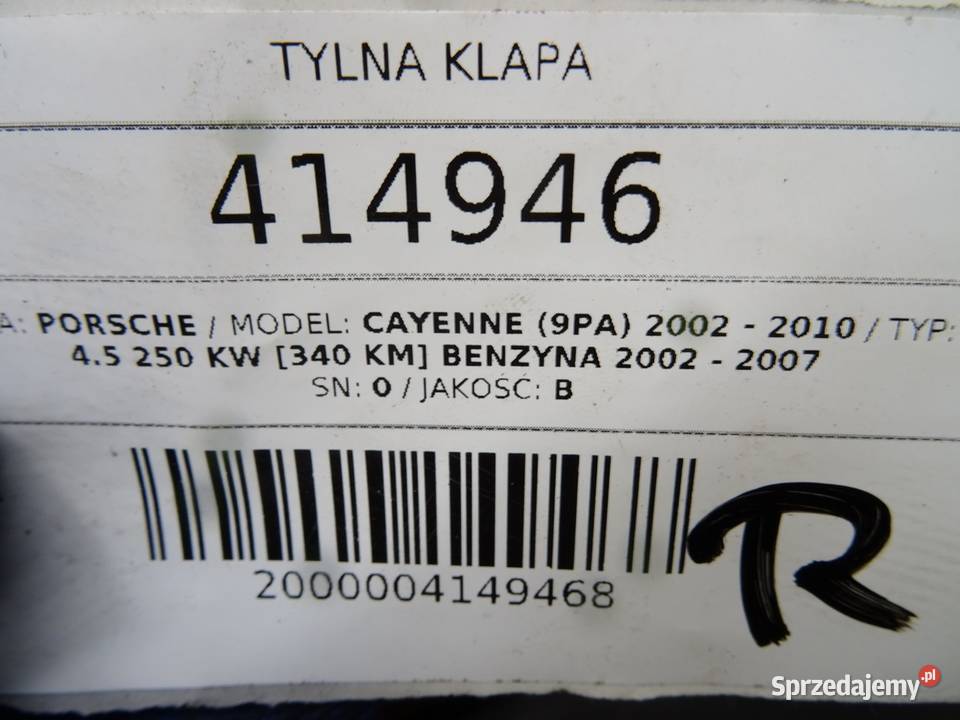 TYLNA KLAPA
414946
A: PORSCHE / MODEL: CAYENNE (9PA) 2002 - 2010 / TYP:
4.5 250 KW [340 KM] BENZYNA 2002 - 2007
SN: 0 / JAKOŚĆ: B
2000004149468
R
Sprzedajemy.pl